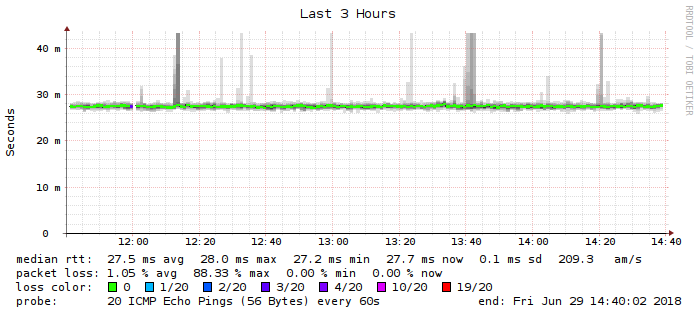 Last 3 Hours
RRDTOOL / TOBI OETIKER
Seconds
40 m
30 m
20 m
10 m
0
12:00 12:20 12:40 13:00 13:20 13:40 14:00 14:20 14:40
median rtt: 27.5 ms avg 28.0 ms max 27.2 ms min 27.7 ms now 0.1 ms sd 209.3 am/s
packet loss: 1.05 % avg 88.33 % max 0.00 % min 0.00 % now
loss color: 0 1/20 2/20 3/20 4/20 10/20 19/20
probe: 20 ICMP Echo Pings (56 Bytes) every 60s end: Fri Jun 29 14:40:02 2018